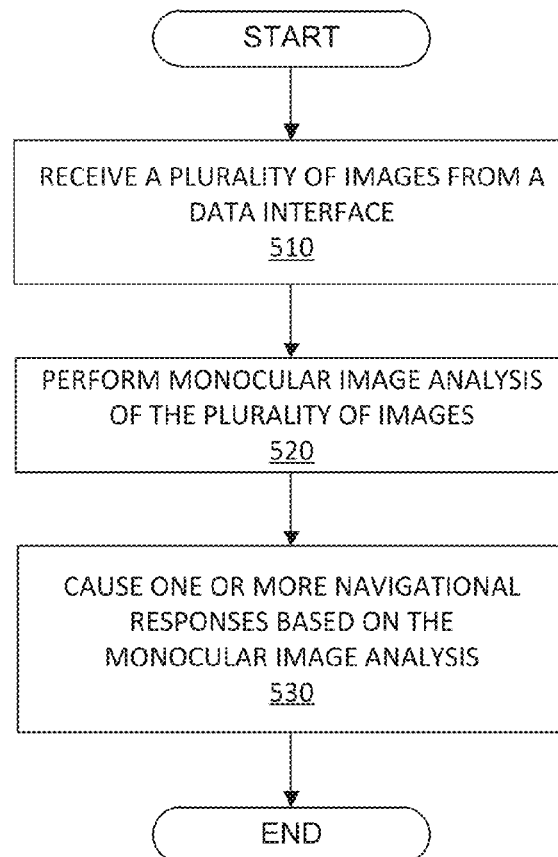 START
RECEIVE A PLURALITY OF IMAGES FROM A
DATA INTERFACE
510
PERFORM MONOCULAR IMAGE ANALYSIS
OF THE PLURALITY OF IMAGES
520
CAUSE ONE OR MORE NAVIGATIONAL
RESPONSES BASED ON THE
MONOCULAR IMAGE ANALYSIS
530
END